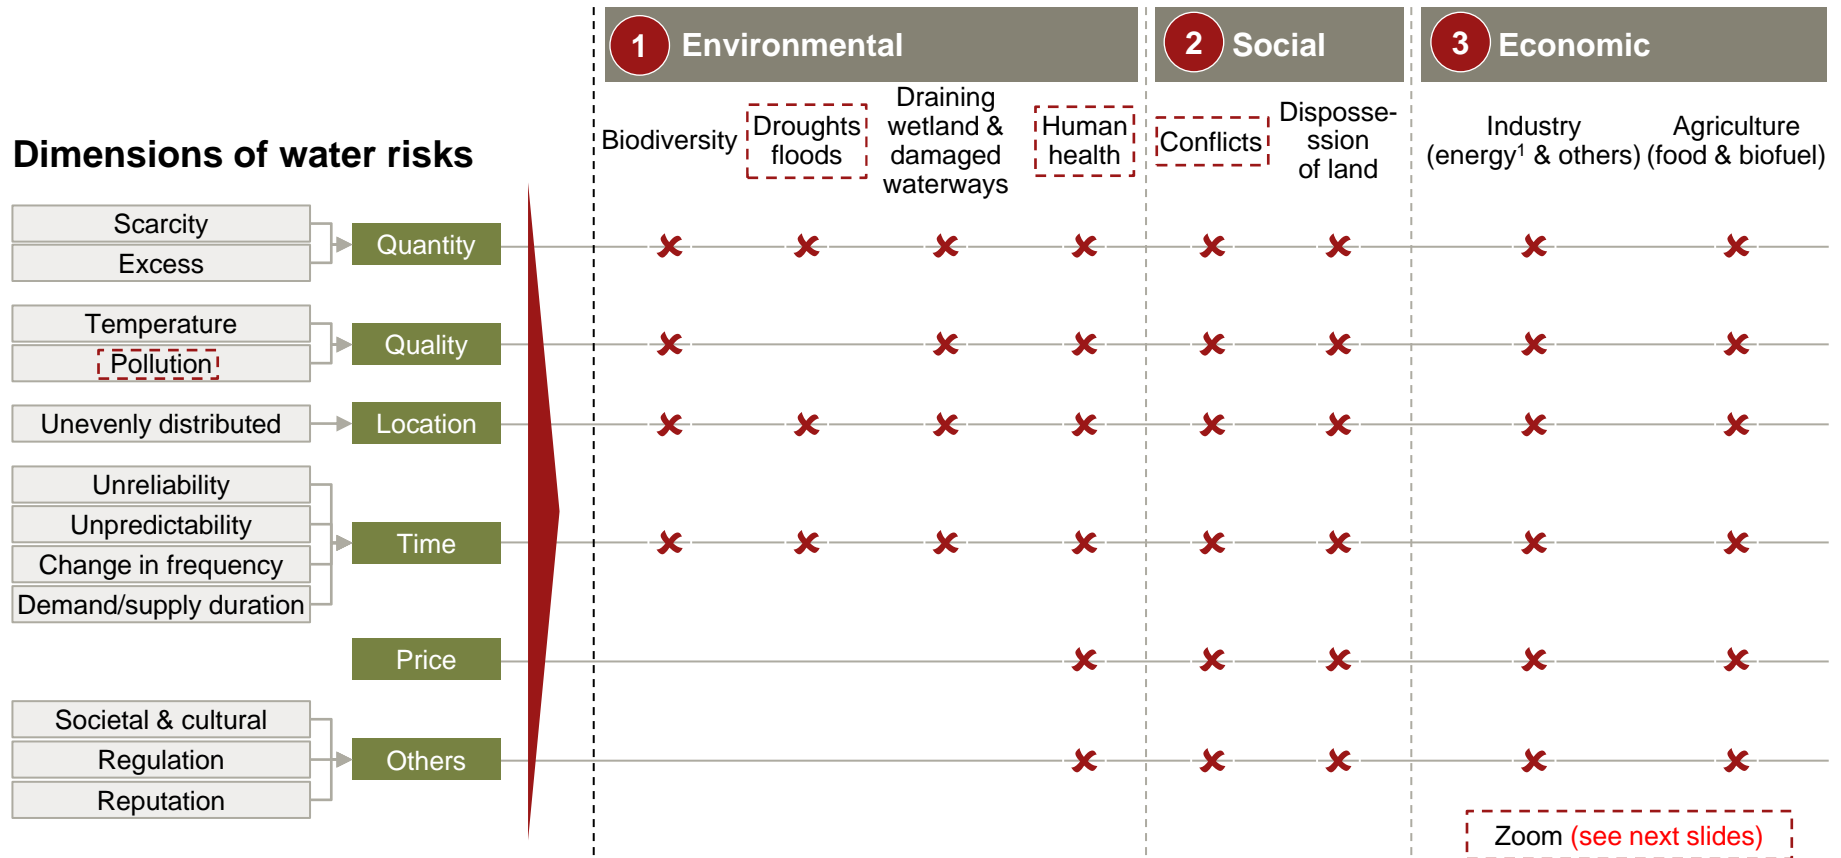 1 Environmental
2 Social
3 Economic
Dimensions of water risks
Biodiversity
Droughts
floods
Draining
wetland &
damaged
waterways
Human
health
Conflicts
Disposse-
ssion
of land
Industry
(energy¹ & others)
Agriculture
(food & biofuel)
Scarcity
Excess
Quantity
Temperature
Pollution
Quality
Unevenly distributed
Location
Unreliability
Unpredictability
Change in frequency
Demand/supply duration
Time
Price
Societal & cultural
Regulation
Reputation
Others
Zoom (see next slides)